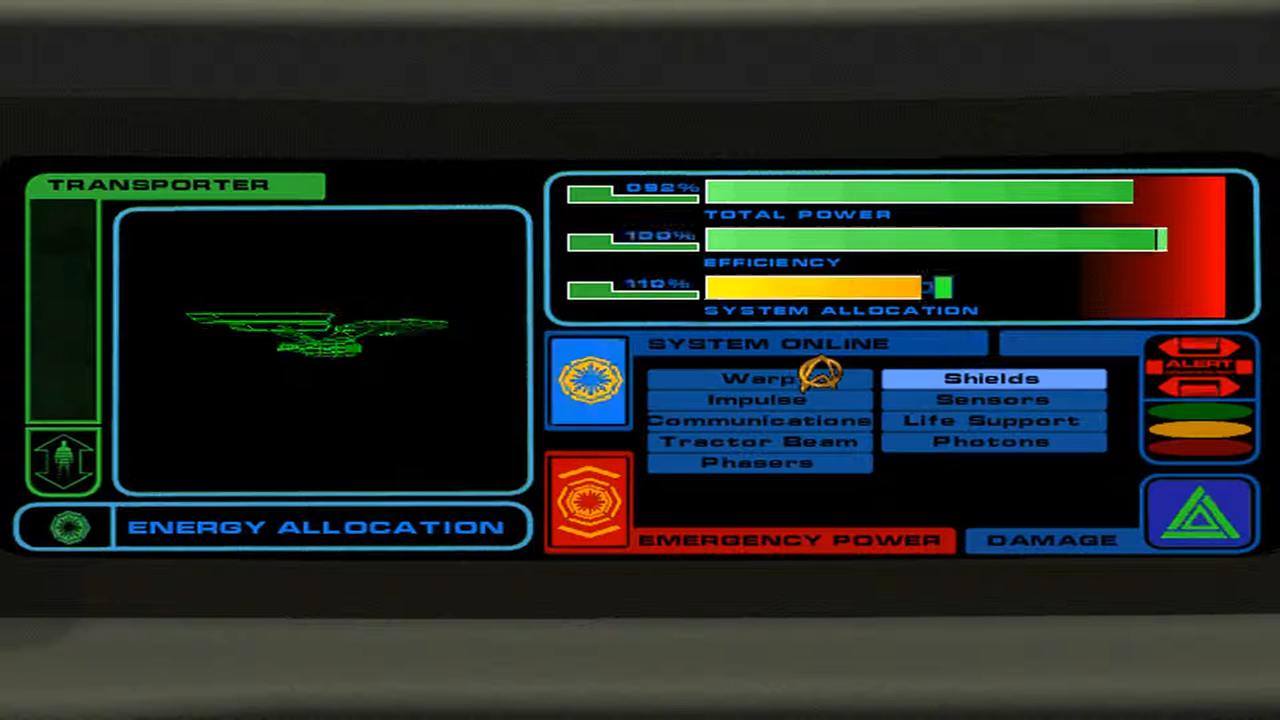 TRANSPORTER
092%
TOTAL POWER
100%
EFFICIENCY
110%
SYSTEM ALLOCATION
SYSTEM ONLINE
Warp
Shields
Impulse
Sensors
Communications
Life Support
Tractor Beam
Photons
Phasers
ALERT
ENERGY ALLOCATION
EMERGENCY POWER
DAMAGE